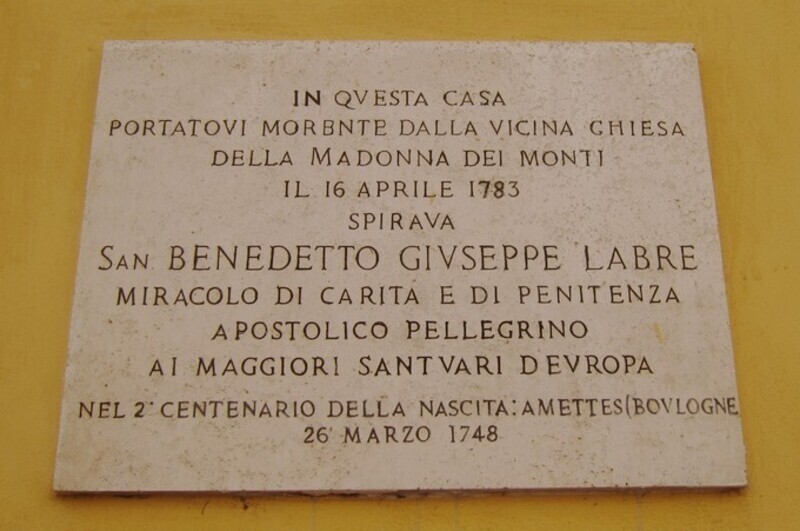 IN QVESTA CASA
PORTATOVI MORENTE DALLA VICINA CHIESA
DELLA MADONNA DEI MONTI
IL 16 APRILE 1783
SPIRAVA
SAN BENEDETTO GIVSEPPE LABRE
MIRACOLO DI CARITA E DI PENITENZA
APOSTOLICO PELLEGRINO
AI MAGGIORI SANTVARI D'EVROPA
NEL 2° CENTENARIO DELLA NASCITA: AMETTES (BOVLOGNE
26 MARZO 1748